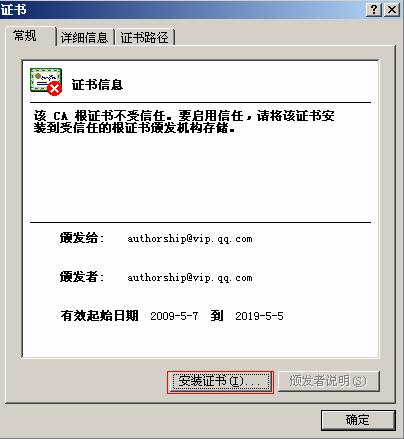 证书
常规 详细信息 证书路径
证书信息
该 CA 根证书不受信任。要启用信任，请将该证书安
装到受信任的根证书颁发机构存储。
颁发给: authorship@vip.qq.com
颁发者: authorship@vip.qq.com
有效起始日期 2009-5-7 到 2019-5-5
安装证书(I)... 颁发者说明(S)
确定